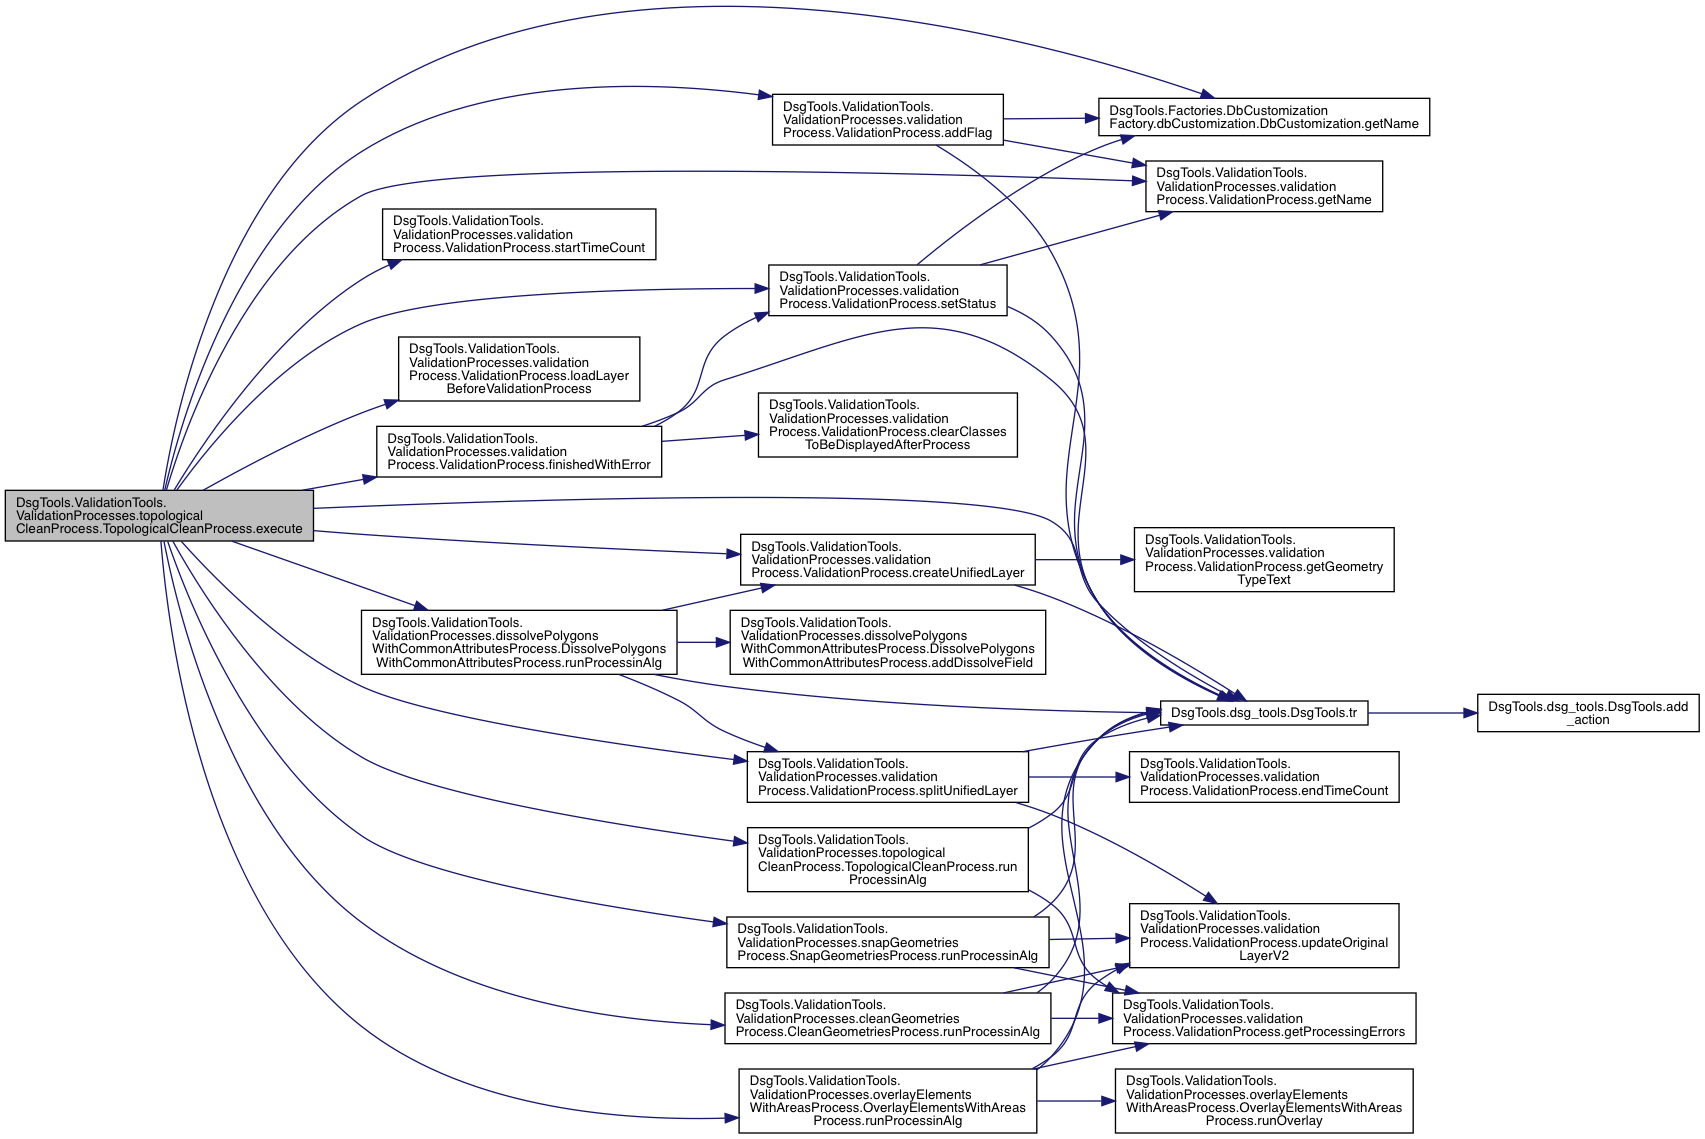 DsgTools.ValidationTools.
ValidationProcesses.topological
CleanProcess.TopologicalCleanProcess.execute
DsgTools.ValidationTools.
ValidationProcesses.validation
Process.ValidationProcess.startTimeCount
DsgTools.ValidationTools.
ValidationProcesses.validation
Process.ValidationProcess.loadLayer
BeforeValidationProcess
DsgTools.ValidationTools.
ValidationProcesses.validation
Process.ValidationProcess.finishedWithError
DsgTools.ValidationTools.
ValidationProcesses.dissolvePolygons
WithCommonAttributesProcess.DissolvePolygons
WithCommonAttributesProcess.runProcessinAlg
DsgTools.ValidationTools.
ValidationProcesses.validation
Process.ValidationProcess.addFlag
DsgTools.ValidationTools.
ValidationProcesses.validation
Process.ValidationProcess.setStatus
DsgTools.ValidationTools.
ValidationProcesses.validation
Process.ValidationProcess.clearClasses
ToBeDisplayedAfterProcess
DsgTools.ValidationTools.
ValidationProcesses.validation
Process.ValidationProcess.createUnifiedLayer
DsgTools.ValidationTools.
ValidationProcesses.dissolvePolygons
WithCommonAttributesProcess.DissolvePolygons
WithCommonAttributesProcess.addDissolveField
DsgTools.ValidationTools.
ValidationProcesses.validation
Process.ValidationProcess.splitUnifiedLayer
DsgTools.ValidationTools.
ValidationProcesses.topological
CleanProcess.TopologicalCleanProcess.run
ProcessinAlg
DsgTools.ValidationTools.
ValidationProcesses.snapGeometries
Process.SnapGeometriesProcess.runProcessinAlg
DsgTools.ValidationTools.
ValidationProcesses.cleanGeometries
Process.CleanGeometriesProcess.runProcessinAlg
DsgTools.ValidationTools.
ValidationProcesses.overlayElements
WithAreasProcess.OverlayElementsWithAreas
Process.runProcessinAlg
DsgTools.Factories.DbCustomization
Factory.dbCustomization.DbCustomization.getName
DsgTools.ValidationTools.
ValidationProcesses.validation
Process.ValidationProcess.getName
DsgTools.ValidationTools.
ValidationProcesses.validation
Process.ValidationProcess.getGeometry
TypeText
DsgTools.dsg_tools.DsgTools.tr
DsgTools.ValidationTools.
ValidationProcesses.validation
Process.ValidationProcess.endTimeCount
DsgTools.ValidationTools.
ValidationProcesses.validation
Process.ValidationProcess.updateOriginal
LayerV2
DsgTools.ValidationTools.
ValidationProcesses.validation
Process.ValidationProcess.getProcessingErrors
DsgTools.ValidationTools.
ValidationProcesses.overlayElements
WithAreasProcess.OverlayElementsWithAreas
Process.runOverlay
DsgTools.dsg_tools.DsgTools.add
_action